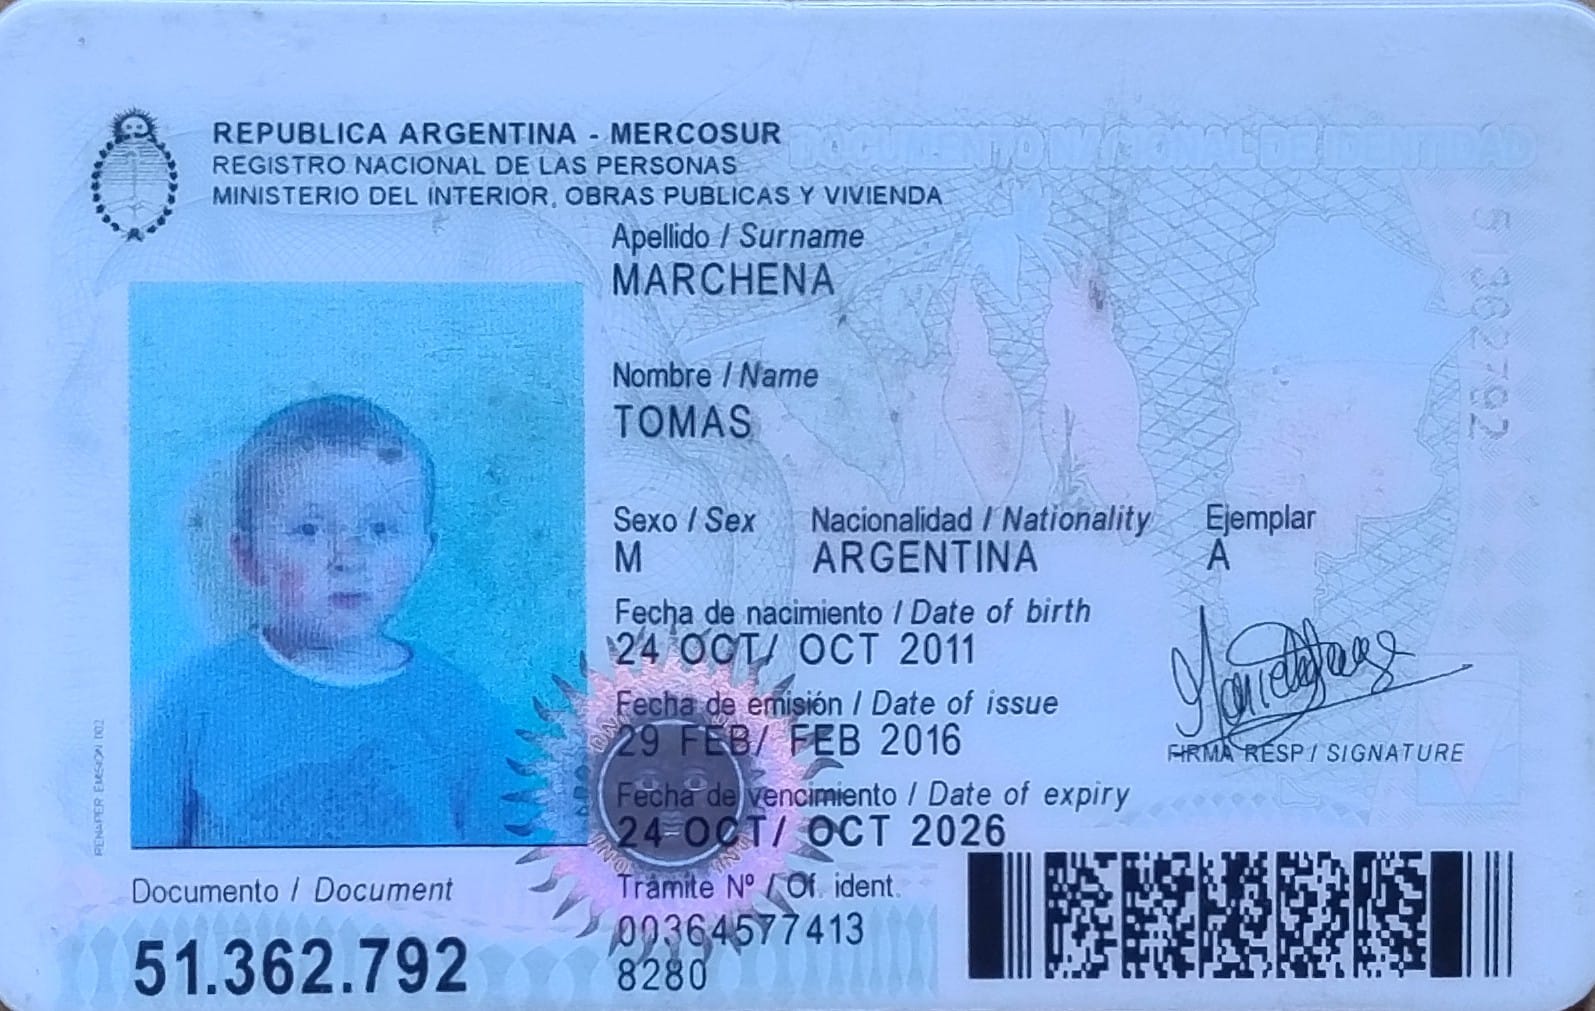 REPUBLICA ARGENTINA - MERCOSUR
REGISTRO NACIONAL DE LAS PERSONAS
MINISTERIO DEL INTERIOR, OBRAS PUBLICAS Y VIVIENDA
DOCUMENTO NACIONAL DE IDENTIDAD
Apellido / Surname
MARCHENA
Nombre / Name
TOMAS
Sexo / Sex Nacionalidad / Nationality Ejemplar
M ARGENTINA A
Fecha de nacimiento / Date of birth
24 OCT/ OCT 2011
Fecha de emisión / Date of issue
29 FEB/ FEB 2016
FIRMA RESP / SIGNATURE
Fecha de vencimiento / Date of expiry
24 OCT/ OCT 2026
Documento / Document
51.362.792
Trámite Nº / Of. ident.
00364577413
8280
51362792
RENAPER EMISION 002